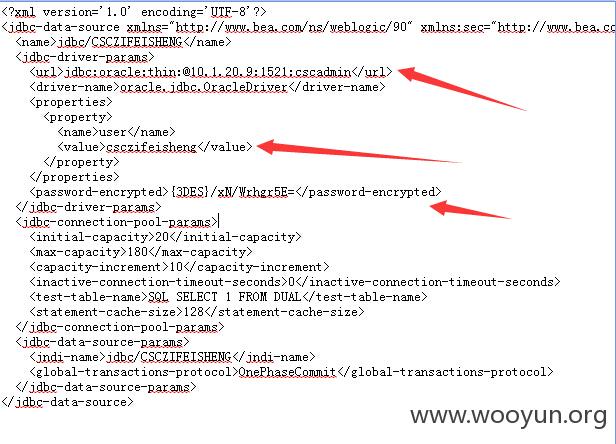 <?xml version='1.0' encoding='UTF-8'?>
<jdbc-data-source xmlns="http://www.bea.com/ns/weblogic/90" xmlns:sec="http://www.bea.co
<name>jdbc/CSCZIFEISHENG</name>
<jdbc-driver-params>
<url>jdbc:oracle:thin:@10.1.20.9:1521:cscadmin</url>
<driver-name>oracle.jdbc.OracleDriver</driver-name>
<properties>
<property>
<name>user</name>
<value>csczifeisheng</value>
</property>
</properties>
<password-encrypted>{3DES}/xN/Wrhgr5E=</password-encrypted>
</jdbc-driver-params>
<jdbc-connection-pool-params>
<initial-capacity>20</initial-capacity>
<max-capacity>180</max-capacity>
<capacity-increment>10</capacity-increment>
<inactive-connection-timeout-seconds>0</inactive-connection-timeout-seconds>
<test-table-name>SQL SELECT 1 FROM DUAL</test-table-name>
<statement-cache-size>128</statement-cache-size>
</jdbc-connection-pool-params>
<jdbc-data-source-params>
<jndi-name>jdbc/CSCZIFEISHENG</jndi-name>
<global-transactions-protocol>OnePhaseCommit</global-transactions-protocol>
</jdbc-data-source-params>
</jdbc-data-source>
www.wooyun.org